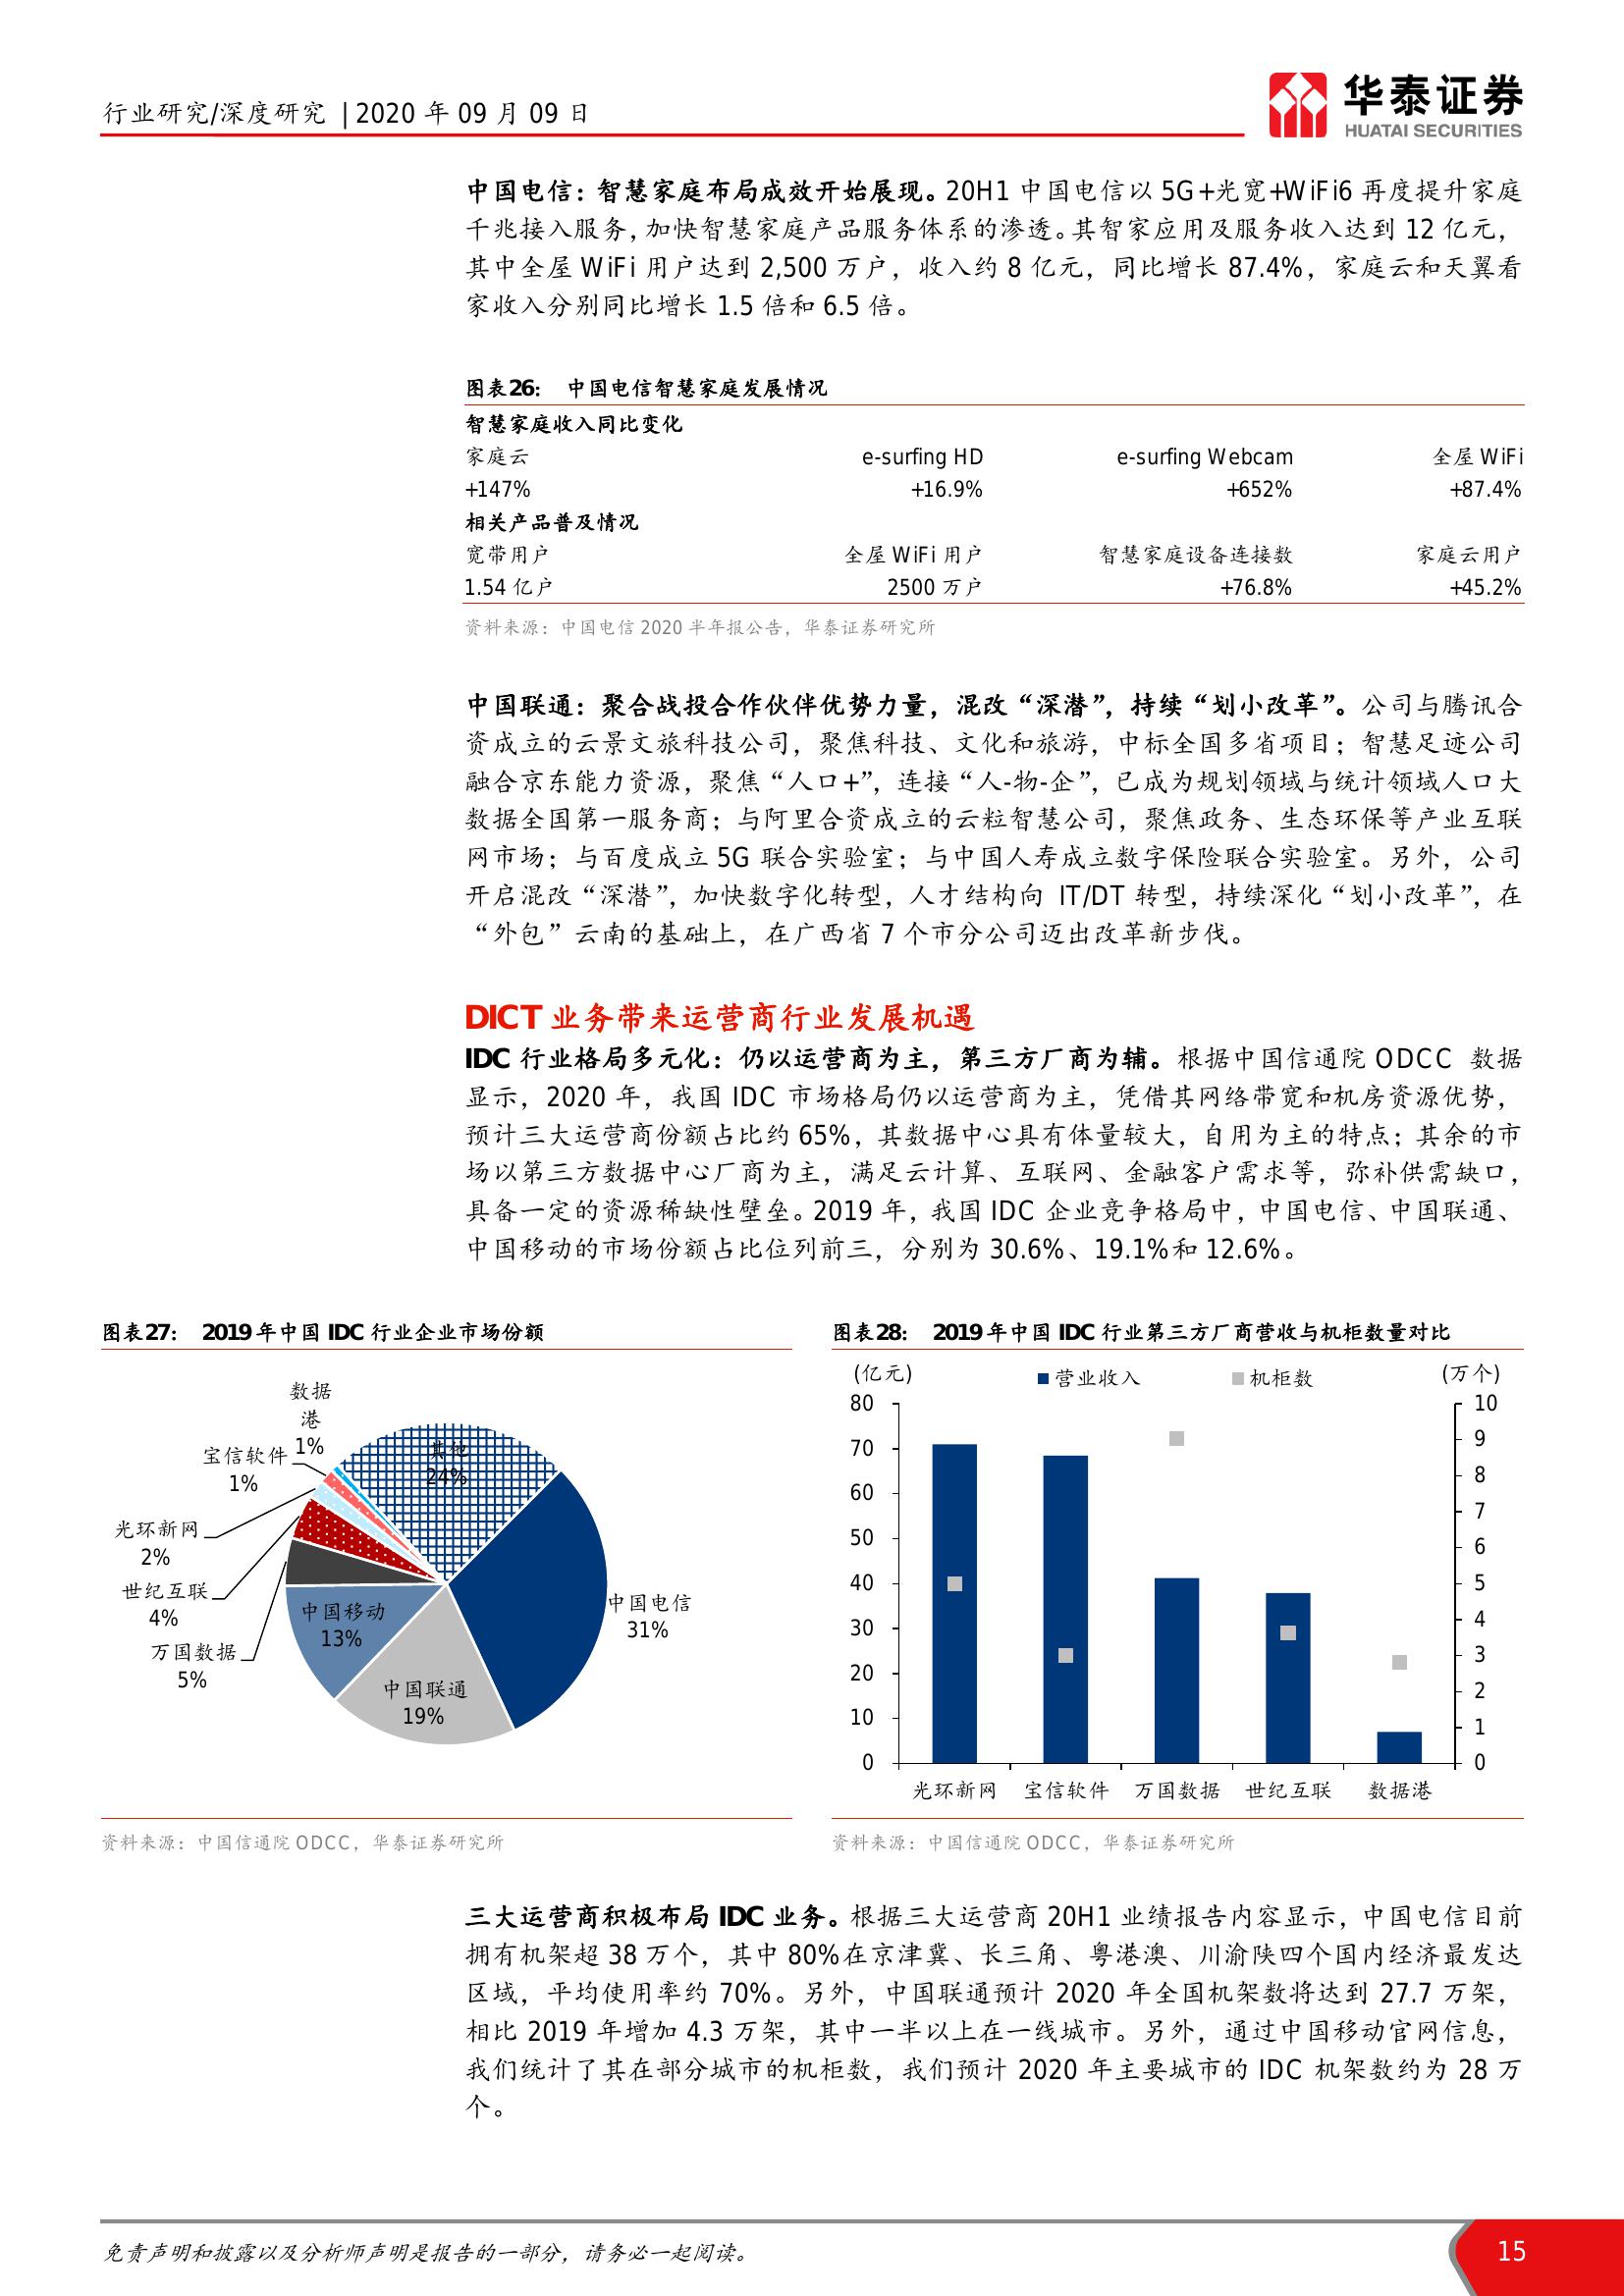 行业研究/深度研究 | 2020 年 09 月 09 日
华泰证券
HUATAI SECURITIES
中国电信：智慧家庭布局成效开始展现。20H1 中国电信以 5G+光宽+WiFi6 再度提升家庭
千兆接入服务，加快智慧家庭产品服务体系的渗透。其智家应用及服务收入达到 12 亿元，
其中全屋 WiFi 用户达到 2,500 万户，收入约 8 亿元，同比增长 87.4%，家庭云和天翼看
家收入分别同比增长 1.5 倍和 6.5 倍。
图表26： 中国电信智慧家庭发展情况
智慧家庭收入同比变化
家庭云 e-surfing HD e-surfing Webcam 全屋 WiFi
+147% +16.9% +652% +87.4%
相关产品普及情况
宽带用户 全屋 WiFi 用户 智慧家庭设备连接数 家庭云用户
1.54 亿户 2500 万户 +76.8% +45.2%
资料来源：中国电信 2020 半年报公告，华泰证券研究所
中国联通：聚合战投合作伙伴优势力量，混改“深潜”，持续“划小改革”。公司与腾讯合
资成立的云景文旅科技公司，聚焦科技、文化和旅游，中标全国多省项目；智慧足迹公司
融合京东能力资源，聚焦“人口+”，连接“人-物-企”，已成为规划领域与统计领域人口大
数据全国第一服务商；与阿里合资成立的云粒智慧公司，聚焦政务、生态环保等产业互联
网市场；与百度成立 5G 联合实验室；与中国人寿成立数字保险联合实验室。另外，公司
开启混改“深潜”，加快数字化转型，人才结构向 IT/DT 转型，持续深化“划小改革”，在
“外包”云南的基础上，在广西省 7 个市分公司迈出改革新步伐。
DICT 业务带来运营商行业发展机遇
IDC 行业格局多元化：仍以运营商为主，第三方厂商为辅。根据中国信通院 ODCC 数据
显示，2020 年，我国 IDC 市场格局仍以运营商为主，凭借其网络带宽和机房资源优势，
预计三大运营商份额占比约 65%，其数据中心具有体量较大，自用为主的特点；其余的市
场以第三方数据中心厂商为主，满足云计算、互联网、金融客户需求等，弥补供需缺口，
具备一定的资源稀缺性壁垒。2019 年，我国 IDC 企业竞争格局中，中国电信、中国联通、
中国移动的市场份额占比位列前三，分别为 30.6%、19.1%和 12.6%。
图表27： 2019 年中国 IDC 行业企业市场份额
数据
港
1%
宝信软件
1%
光环新网
2%
世纪互联
4%
万国数据
5%
其他
24%
中国电信
31%
中国移动
13%
中国联通
19%
资料来源：中国信通院 ODCC，华泰证券研究所
图表28： 2019 年中国 IDC 行业第三方厂商营收与机柜数量对比
(亿元) 营业收入 机柜数 (万个)
80 10
9
70
8
60
7
50 6
40 5
30 4
3
20
2
10
1
0 0
光环新网 宝信软件 万国数据 世纪互联 数据港
资料来源：中国信通院 ODCC，华泰证券研究所
三大运营商积极布局 IDC 业务。根据三大运营商 20H1 业绩报告内容显示，中国电信目前
拥有机架超 38 万个，其中 80%在京津冀、长三角、粤港澳、川渝陕四个国内经济最发达
区域，平均使用率约 70%。另外，中国联通预计 2020 年全国机架数将达到 27.7 万架，
相比 2019 年增加 4.3 万架，其中一半以上在一线城市。另外，通过中国移动官网信息，
我们统计了其在部分城市的机柜数，我们预计 2020 年主要城市的 IDC 机架数约为 28 万
个。
免责声明和披露以及分析师声明是报告的一部分，请务必一起阅读。
15